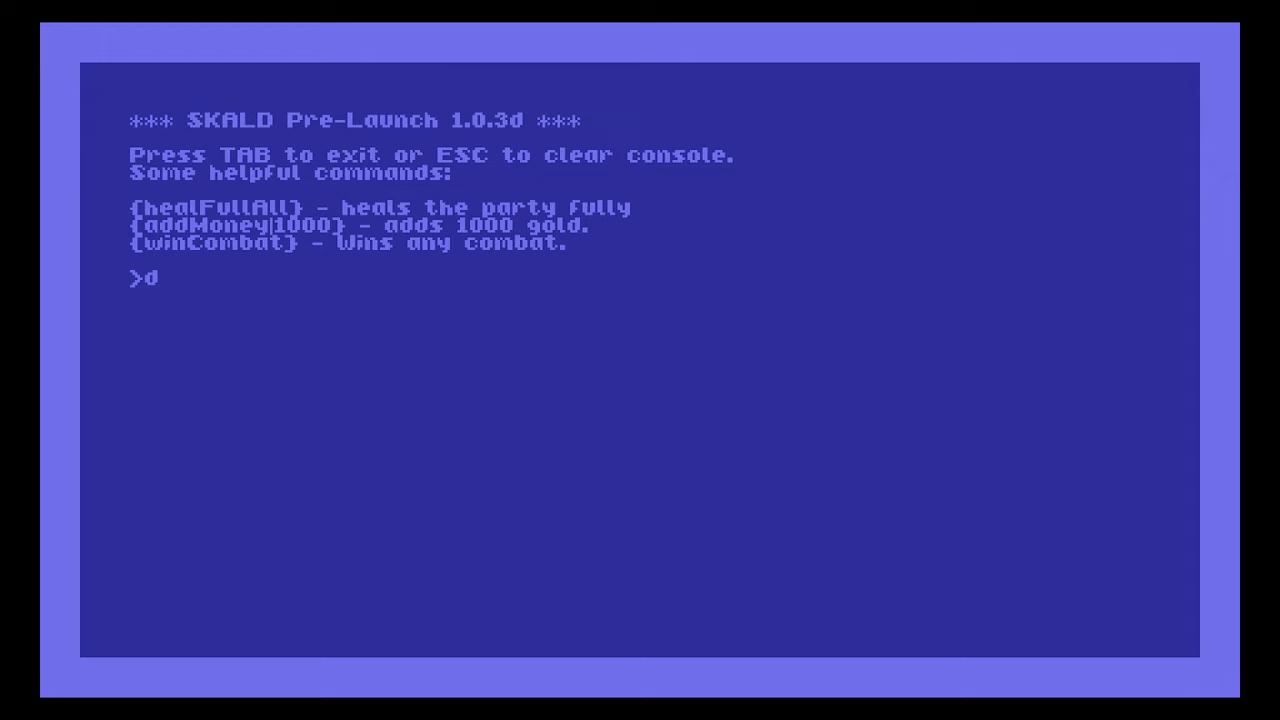 *** SKALD Pre-Launch 1.0.3d ***
Press TAB to exit or ESC to clear console.
Some helpful commands:
{healFullAll} - heals the party fully
{addMoney|1000} - adds 1000 gold.
{winCombat} - Wins any combat.
>d